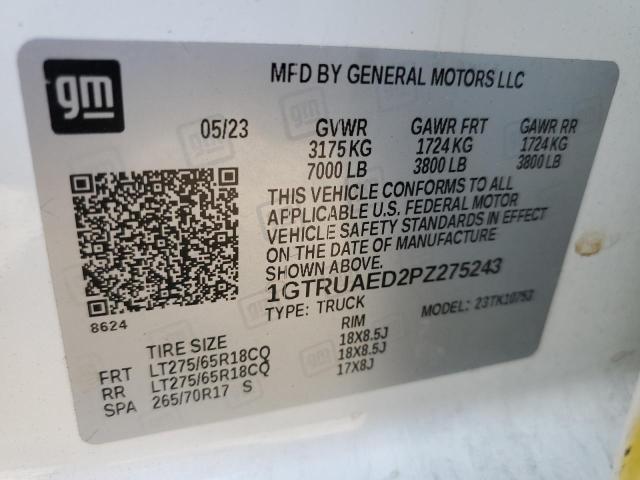 gm
MFD BY GENERAL MOTORS LLC
05/23 GVWR GAWR FRT GAWR RR
3175 KG 1724 KG 1724 KG
7000 LB 3800 LB 3800 LB
THIS VEHICLE CONFORMS TO ALL
APPLICABLE U.S. FEDERAL MOTOR
VEHICLE SAFETY STANDARDS IN EFFECT
ON THE DATE OF MANUFACTURE
SHOWN ABOVE.
1GTRUAED2PZ275243
8624
TYPE: TRUCK MODEL: 23TK10753
TIRE SIZE RIM
FRT LT275/65R18CQ 18X8.5J
RR LT275/65R18CQ 18X8.5J
SPA 265/70R17 S 17X8J